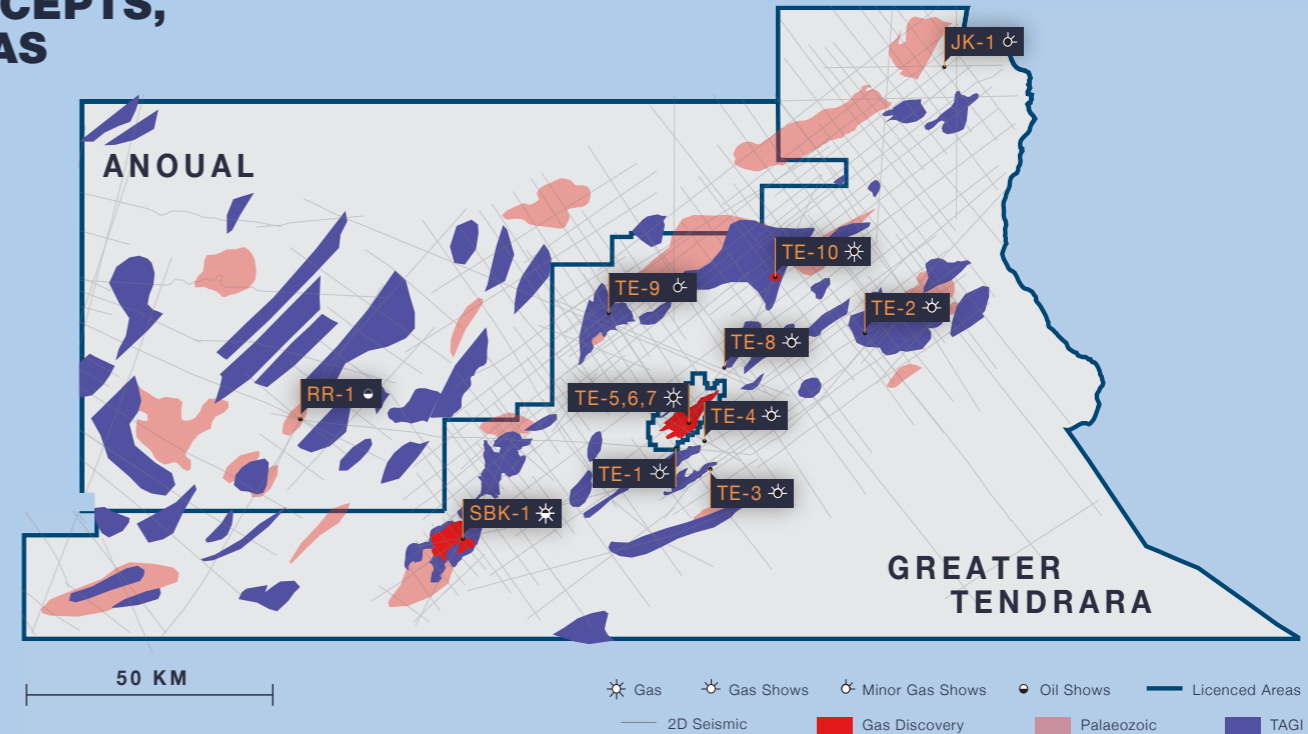 CEPTS,
AS
JK-1
ANOUAL
TE-10
TE-9
TE-2
TE-8
RR-1
TE-5,6,7
TE-4
TE-1
TE-3
SBK-1
GREATER
TENDRARA
50 KM
Gas
Gas Shows
Minor Gas Shows
Oil Shows
Licenced Areas
2D Seismic
Gas Discovery
Palaeozoic
TAGI